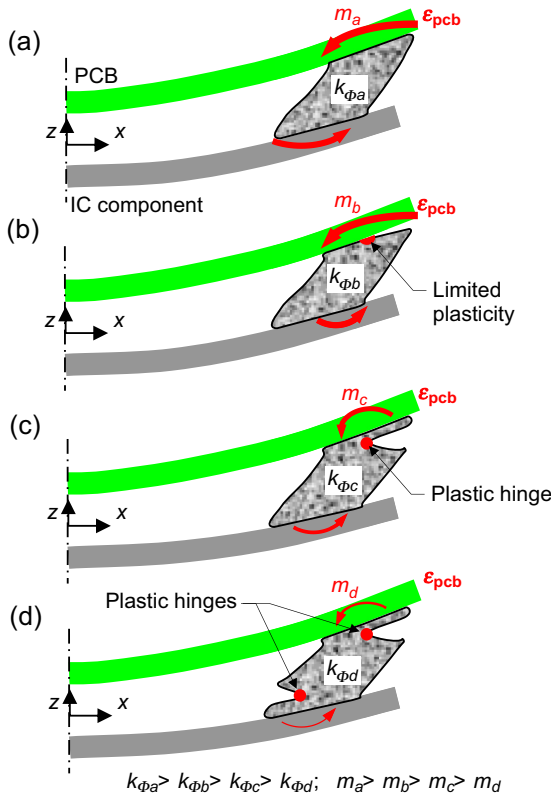 (a)
m_a
ε_pcb
PCB
k_Φa
z
x
IC component
(b)
m_b
ε_pcb
k_Φb
Limited
plasticity
z
x
(c)
m_c
ε_pcb
k_Φc
Plastic hinge
z
x
(d)
m_d
ε_pcb
Plastic hinges
k_Φd
z
x
k_Φa> k_Φb> k_Φc> k_Φd; m_a> m_b> m_c> m_d